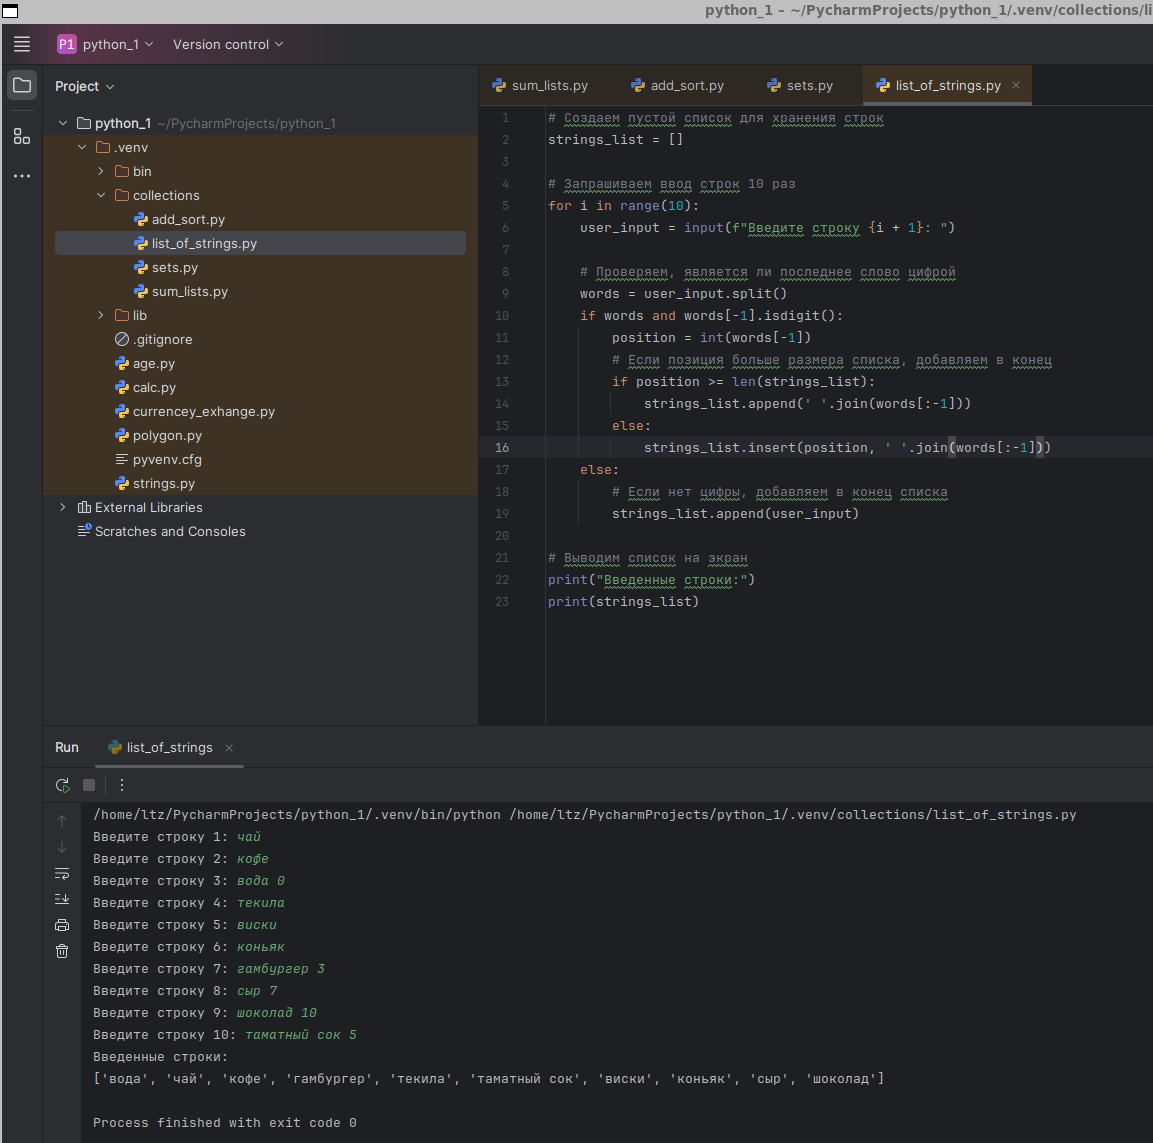 python_1 – ~/PycharmProjects/python_1/.venv/collections/li
P1 python_1 Version control
Project
python_1 ~/PycharmProjects/python_1
.venv
bin
collections
add_sort.py
list_of_strings.py
sets.py
sum_lists.py
lib
.gitignore
age.py
calc.py
currencey_exhange.py
polygon.py
pyvenv.cfg
strings.py
External Libraries
Scratches and Consoles
sum_lists.py add_sort.py sets.py list_of_strings.py
1 # Создаем пустой список для хранения строк
2 strings_list = []
3
4 # Запрашиваем ввод строк 10 раз
5 for i in range(10):
6 user_input = input(f"Введите строку {i + 1}: ")
7
8 # Проверяем, является ли последнее слово цифрой
9 words = user_input.split()
10 if words and words[-1].isdigit():
11 position = int(words[-1])
12 # Если позиция больше размера списка, добавляем в конец
13 if position >= len(strings_list):
14 strings_list.append(' '.join(words[:-1]))
15 else:
16 strings_list.insert(position, ' '.join(words[:-1]))
17 else:
18 # Если нет цифры, добавляем в конец списка
19 strings_list.append(user_input)
20
21 # Выводим список на экран
22 print("Введенные строки:")
23 print(strings_list)
Run list_of_strings
/home/ltz/PycharmProjects/python_1/.venv/bin/python /home/ltz/PycharmProjects/python_1/.venv/collections/list_of_strings.py
Введите строку 1: чай
Введите строку 2: кофе
Введите строку 3: вода 0
Введите строку 4: текила
Введите строку 5: виски
Введите строку 6: коньяк
Введите строку 7: гамбургер 3
Введите строку 8: сыр 7
Введите строку 9: шоколад 10
Введите строку 10: таматный сок 5
Введенные строки:
['вода', 'чай', 'кофе', 'гамбургер', 'текила', 'таматный сок', 'виски', 'коньяк', 'сыр', 'шоколад']
Process finished with exit code 0